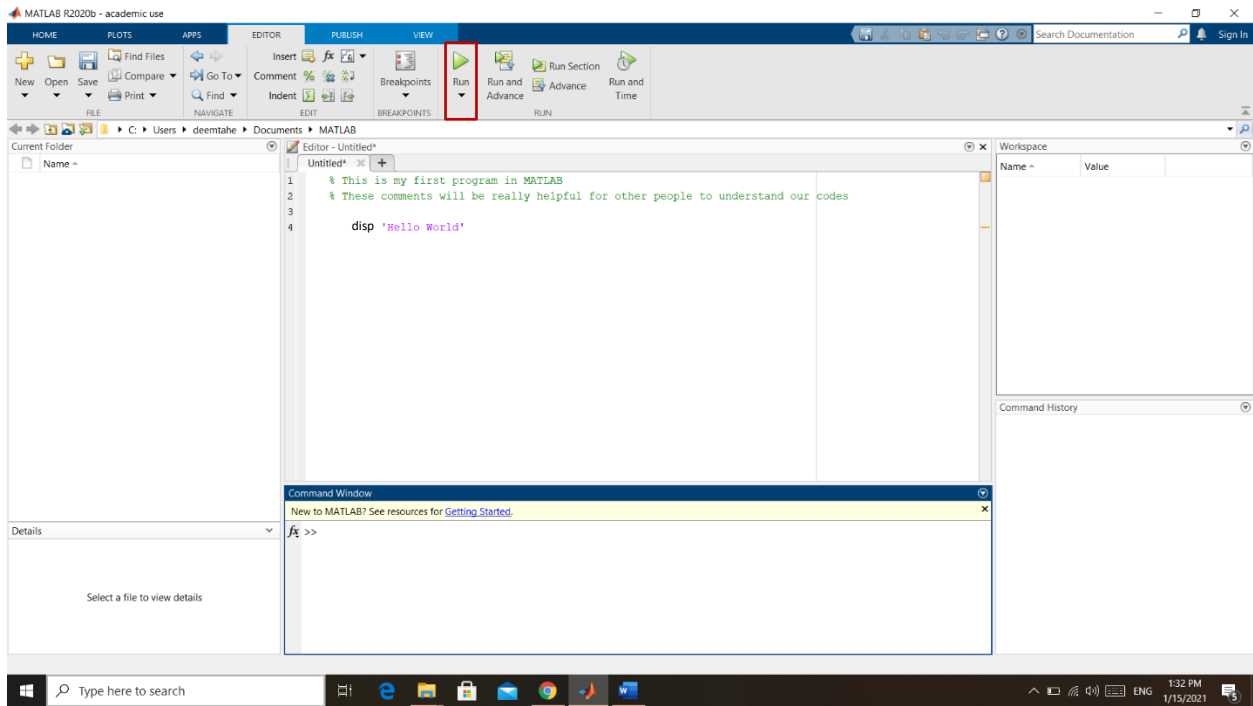 MATLAB R2020b - academic use
HOME PLOTS APPS EDITOR PUBLISH VIEW Search Documentation Sign In
New Open Save Find Files Compare Print
FILE
Go To Find
NAVIGATE
Insert fx
Comment %
Indent
EDIT
Breakpoints
BREAKPOINTS
Run
Run and Advance
Run Section
Advance
Run and Time
RUN
C: Users deemtahe Documents MATLAB
Current Folder
Name
Editor - Untitled*
Untitled* +
1 % This is my first program in MATLAB
2 % These comments will be really helpful for other people to understand our codes
3
4 disp 'Hello World'
Workspace
Name Value
Command History
Command Window
New to MATLAB? See resources for Getting Started.
fx >>
Details
Select a file to view details
Type here to search
ENG
1:32 PM
1/15/2021
5